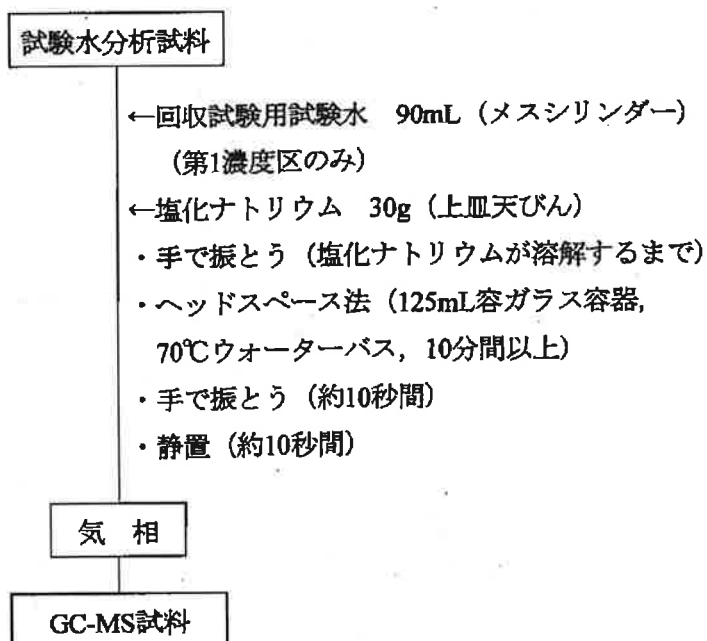 試験水分析試料
←回収試験用試験水 90mL（メスシリンダー）
（第1濃度区のみ）
←塩化ナトリウム 30g（上皿天びん）
・手で振とう（塩化ナトリウムが溶解するまで）
・ヘッドスペース法（125mL容ガラス容器，
70℃ウォーターバス，10分間以上）
・手で振とう（約10秒間）
・静置（約10秒間）
気 相
GC-MS試料